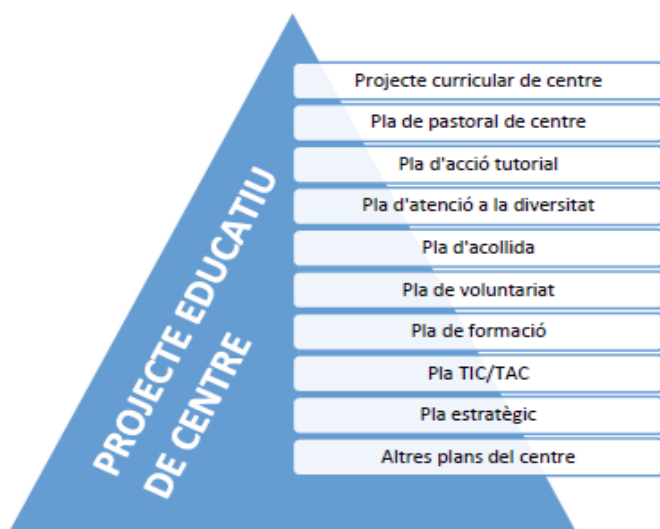 PROJECTE EDUCATIU
DE CENTRE
Projecte curricular de centre
Pla de pastoral de centre
Pla d'acció tutorial
Pla d'atenció a la diversitat
Pla d'acollida
Pla de voluntariat
Pla de formació
Pla TIC/TAC
Pla estratègic
Altres plans del centre